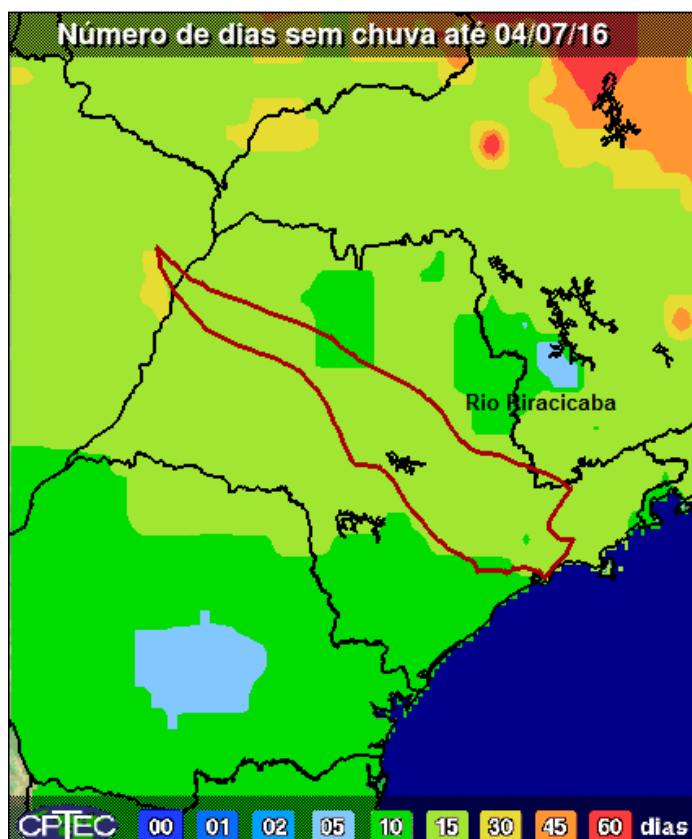 Número de dias sem chuva até 04/07/16
Rio Piracicaba
CPTEC 00 01 02 05 10 15 30 45 60 dias